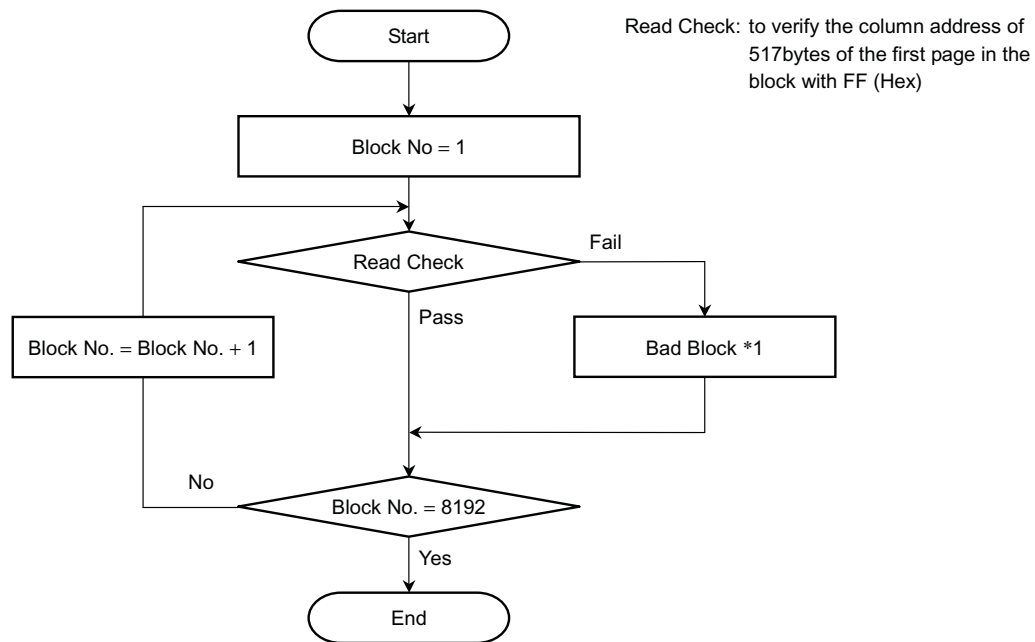 Start
Read Check: to verify the column address of
517bytes of the first page in the
block with FF (Hex)
Block No = 1
Read Check
Fail
Pass
Block No. = Block No. + 1
Bad Block *1
No
Block No. = 8192
Yes
End